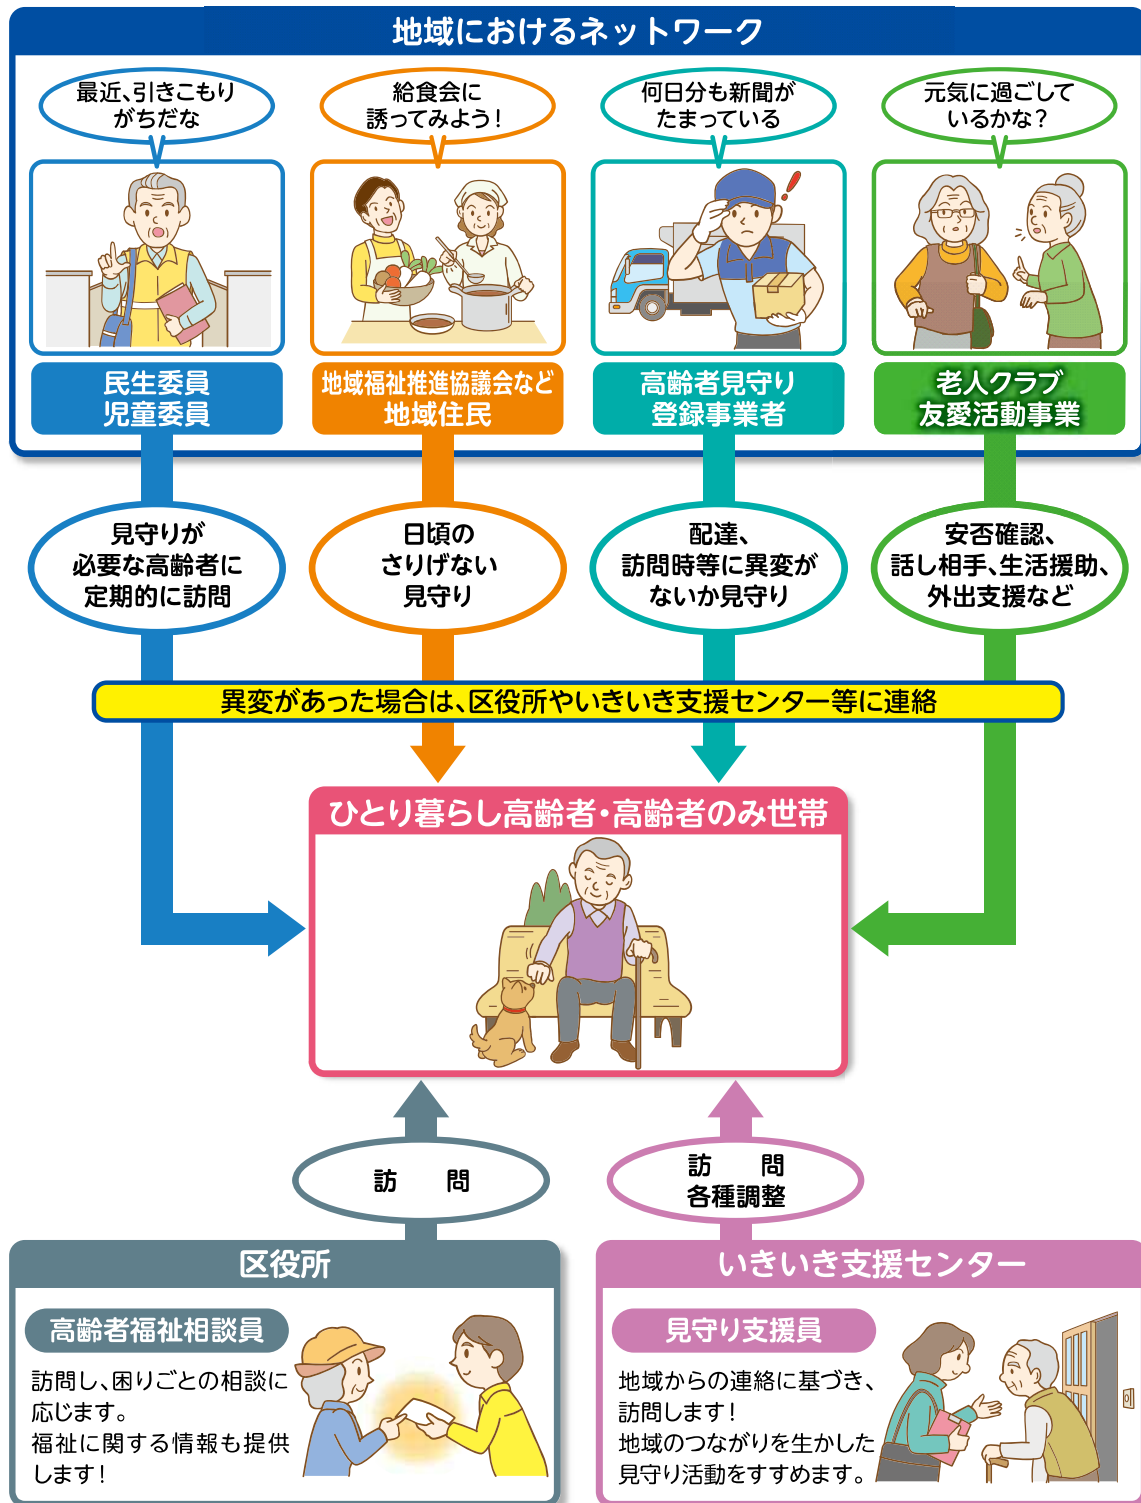 地域におけるネットワーク
最近、引きこもり
がちだな
給食会に
誘ってみよう！
何日分も新聞が
たまっている
元気に過ごして
いるかな？
民生委員
児童委員
地域福祉推進協議会など
地域住民
高齢者見守り
登録事業者
老人クラブ
友愛活動事業
見守りが
必要な高齢者に
定期的に訪問
日頃の
さりげない
見守り
配達、
訪問時等に異変が
ないか見守り
安否確認、
話し相手、生活援助、
外出支援など
異変があった場合は、区役所やいきいき支援センター等に連絡
ひとり暮らし高齢者・高齢者のみ世帯
訪　問
訪　問
各種調整
区役所
高齢者福祉相談員
訪問し、困りごとの相談に
応じます。
福祉に関する情報も提供
します！
いきいき支援センター
見守り支援員
地域からの連絡に基づき、
訪問します！
地域のつながりを生かした
見守り活動をすすめます。